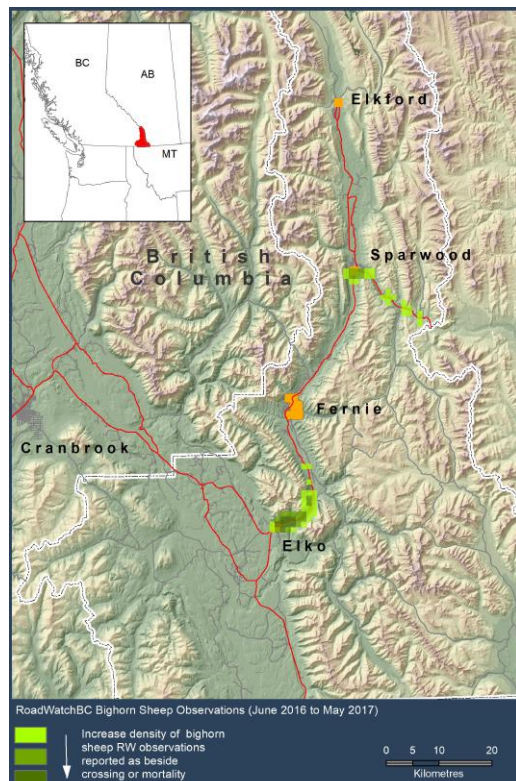 BC
AB
MT
Elkford
British
Columbia
Sparwood
Fernie
Cranbrook
Elko
RoadWatchBC Bighorn Sheep Observations (June 2016 to May 2017)
Increase density of bighorn
sheep RW observations
reported as beside
crossing or mortality
0 5 10 20
Kilometres